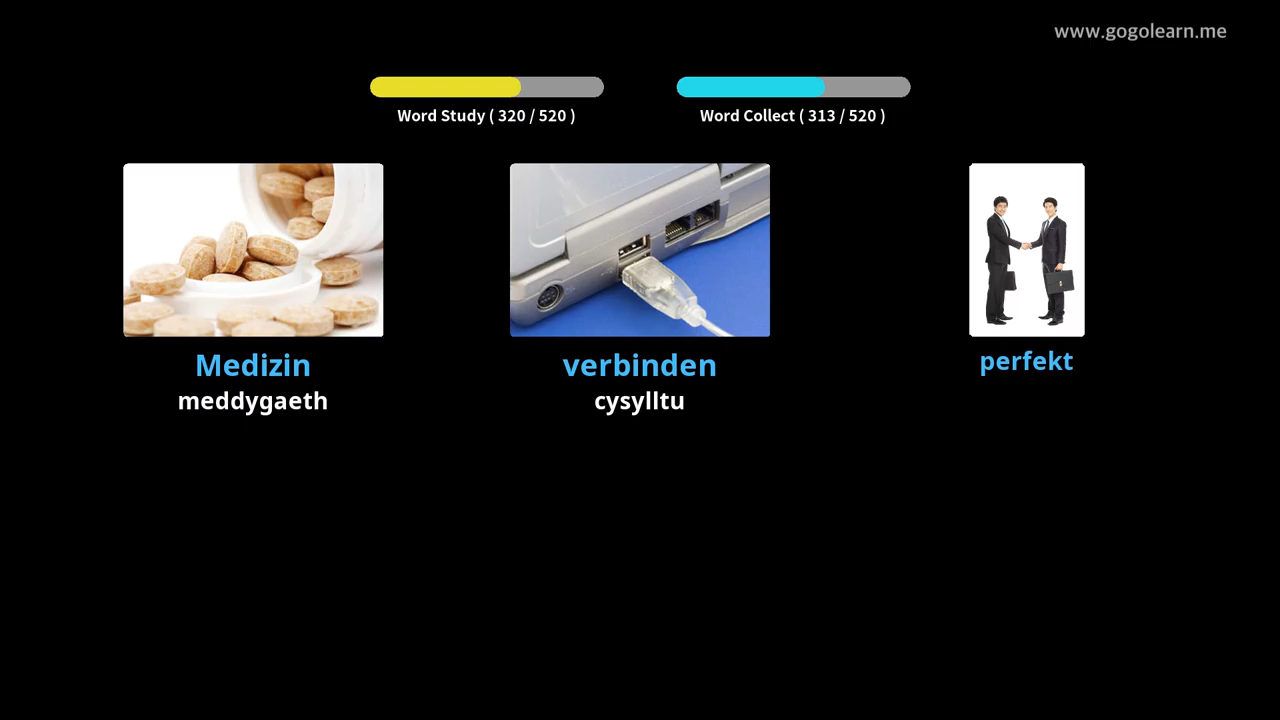 www.gogolearn.me
Word Study ( 320 / 520 )
Word Collect ( 313 / 520 )
Medizin
meddygaeth
verbinden
cysylltu
perfekt